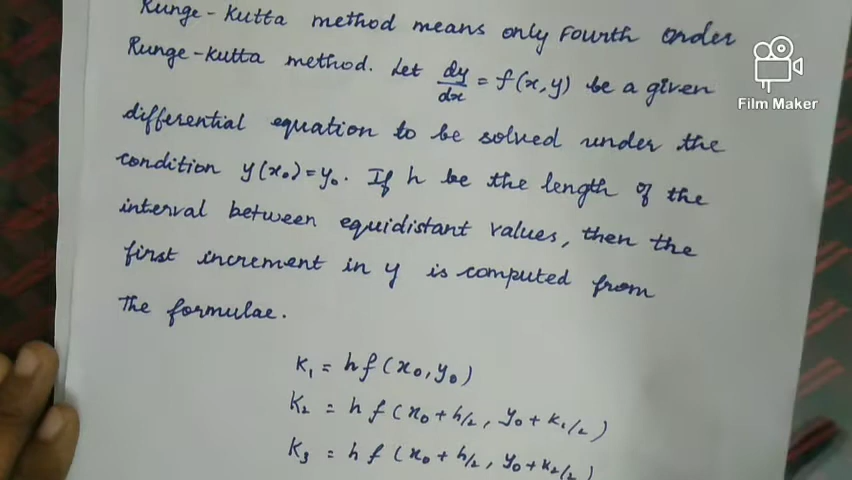 Runge-Kutta method means only Fourth order
Runge-Kutta method. Let dy/dx = f(x,y) be a given
differential equation to be solved under the
condition y(x₀)=y₀. If h be the length of the
interval between equidistant values, then the
first increment in y is computed from
the formulae.
K₁ = hf(x₀,y₀)
K₂ = hf(x₀+h/2, y₀+k₁/2)
K₃ = hf(x₀+h/2, y₀+k₂/2)
Film Maker